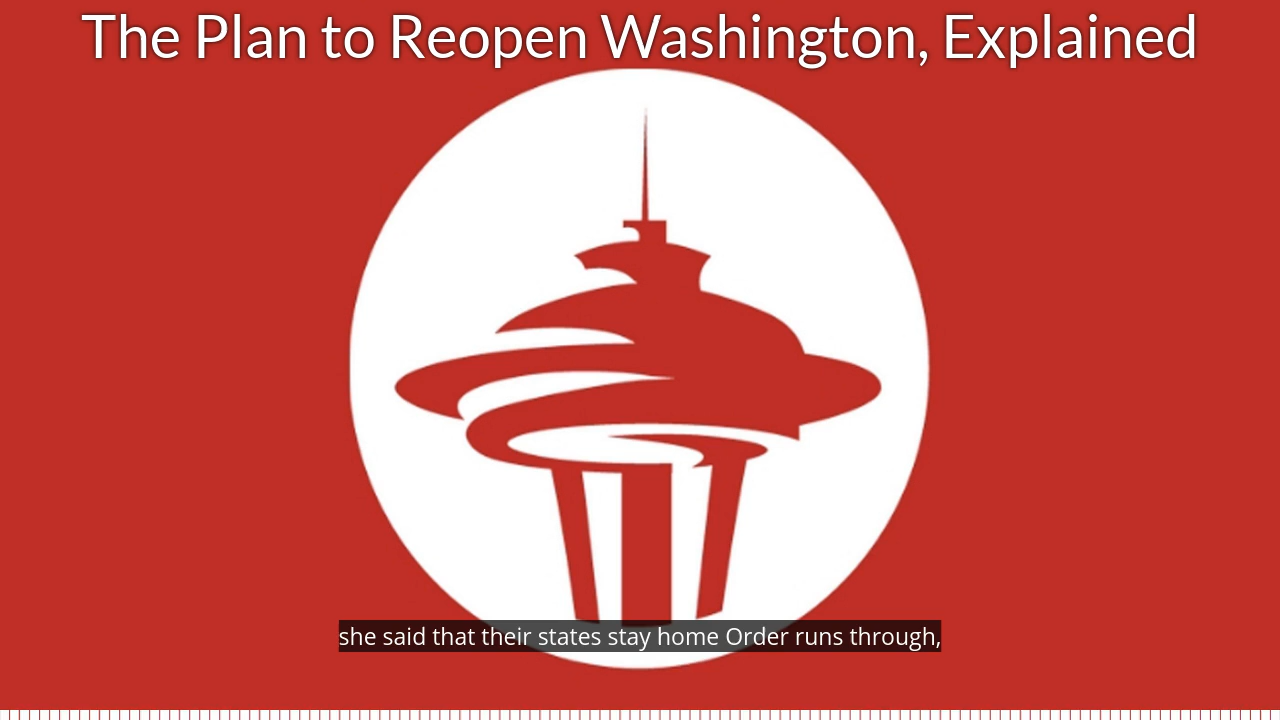 The Plan to Reopen Washington, Explained
she said that their states stay home Order runs through,